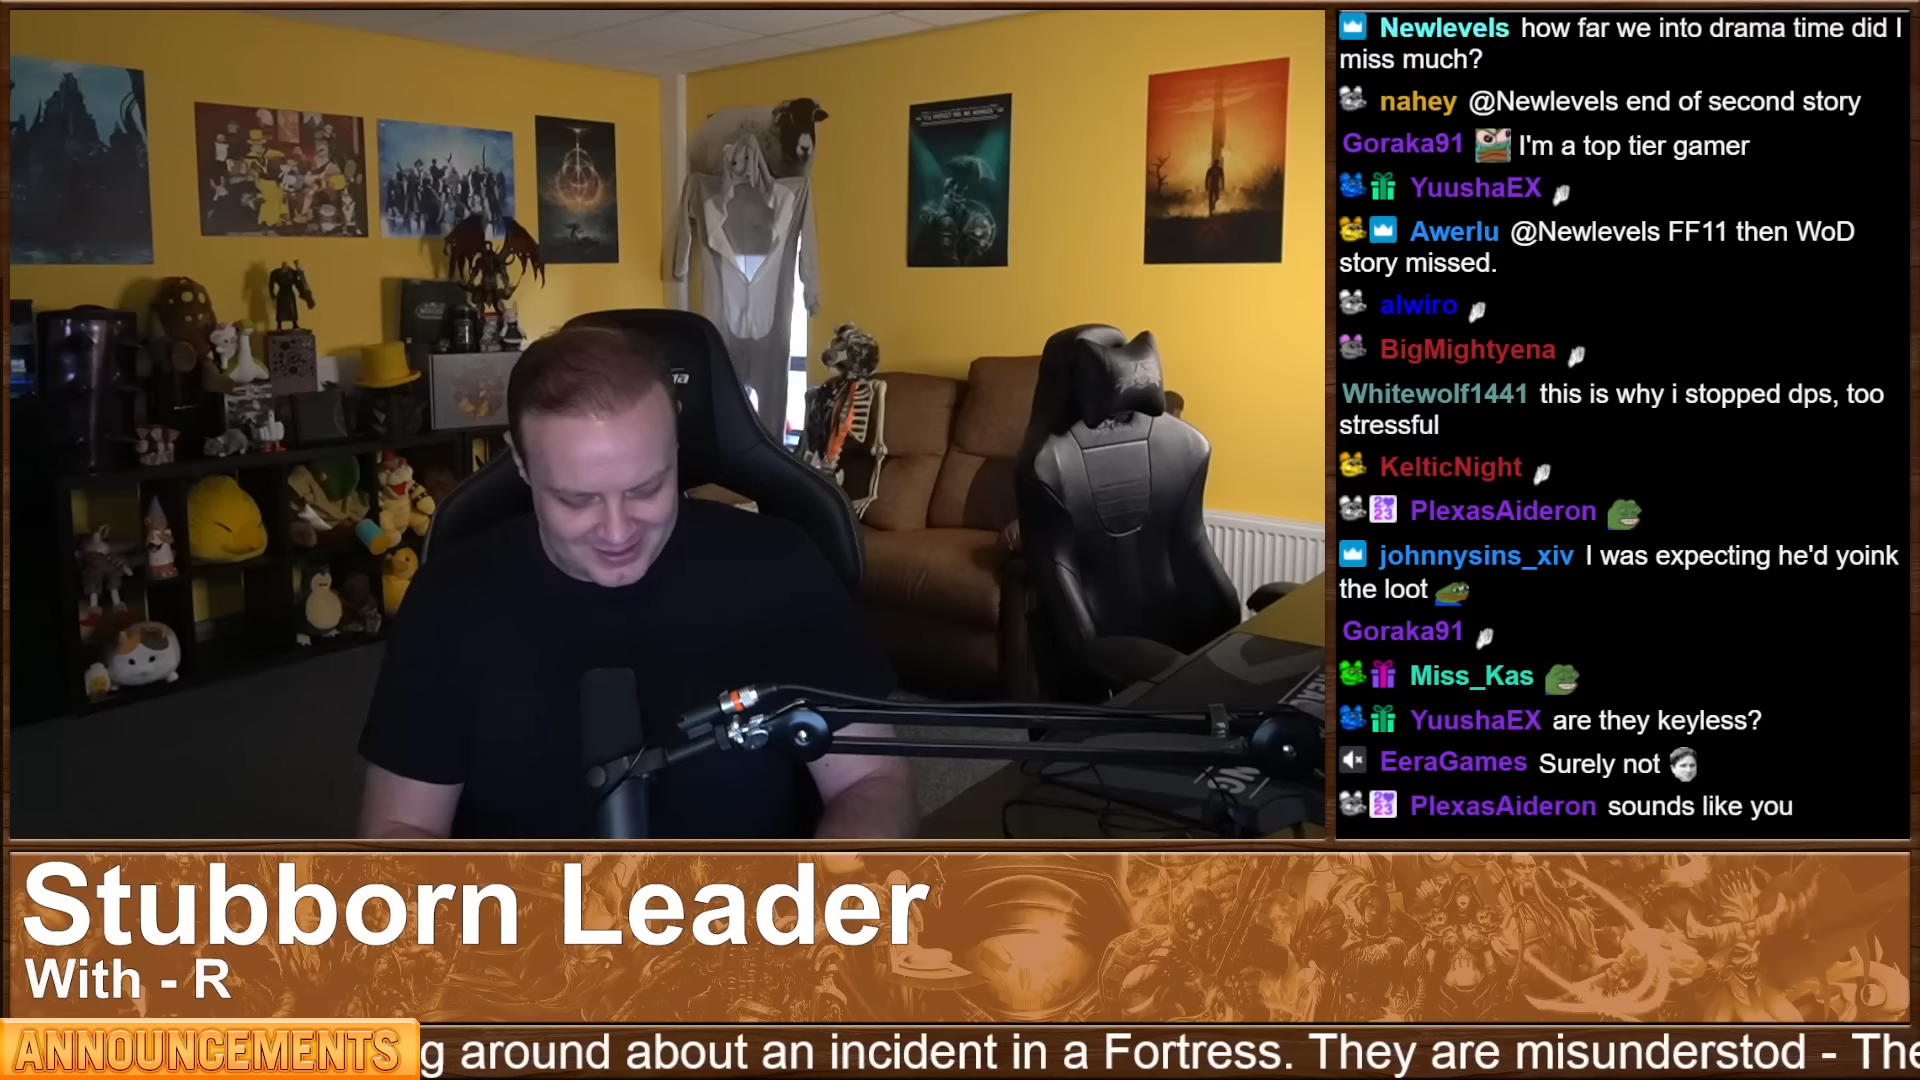 Newlevels how far we into drama time did I
miss much?
nahey @Newlevels end of second story
Goraka91 I'm a top tier gamer
YuushaEX
Awerlu @Newlevels FF11 then WoD
story missed.
alwiro
BigMightyena
Whitewolf1441 this is why i stopped dps, too
stressful
KelticNight
PlexasAideron
johnnysins_xiv I was expecting he'd yoink
the loot
Goraka91
Miss_Kas
YuushaEX are they keyless?
EeraGames Surely not
PlexasAideron sounds like you
Stubborn Leader
With - R
ANNOUNCEMENTS
g around about an incident in a Fortress. They are misunderstod - The